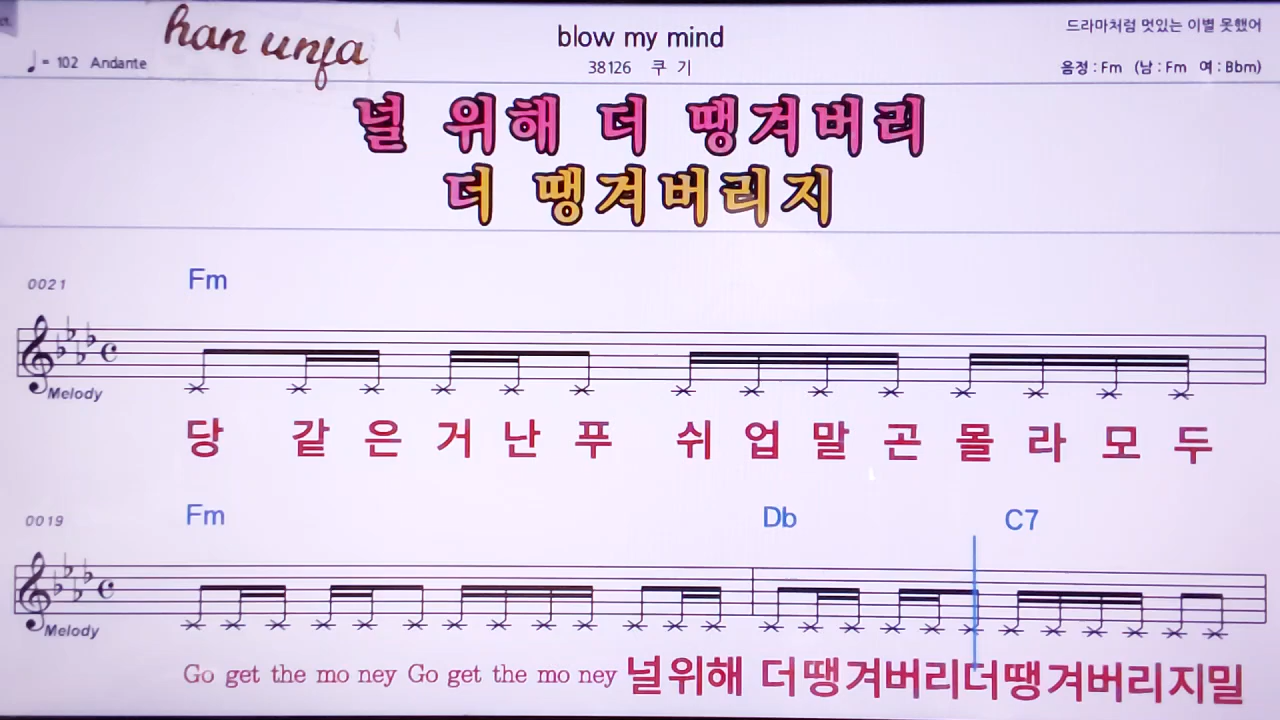 han unfa
blow my mind
드라마처럼 멋있는 이별 못했어
♩= 102 Andante
38126 쿠 기
음정 : Fm (남 : Fm 여 : Bbm)
널 위해 더 땡겨버리
더 땡겨버리지
0021 Fm
Melody
당 같 은 거 난 푸 쉬 업 말 곤 몰 라 모 두
0019 Fm Db C7
Melody
Go get the mo ney Go get the mo ney 널위해 더땡겨버리더땡겨버리지밀